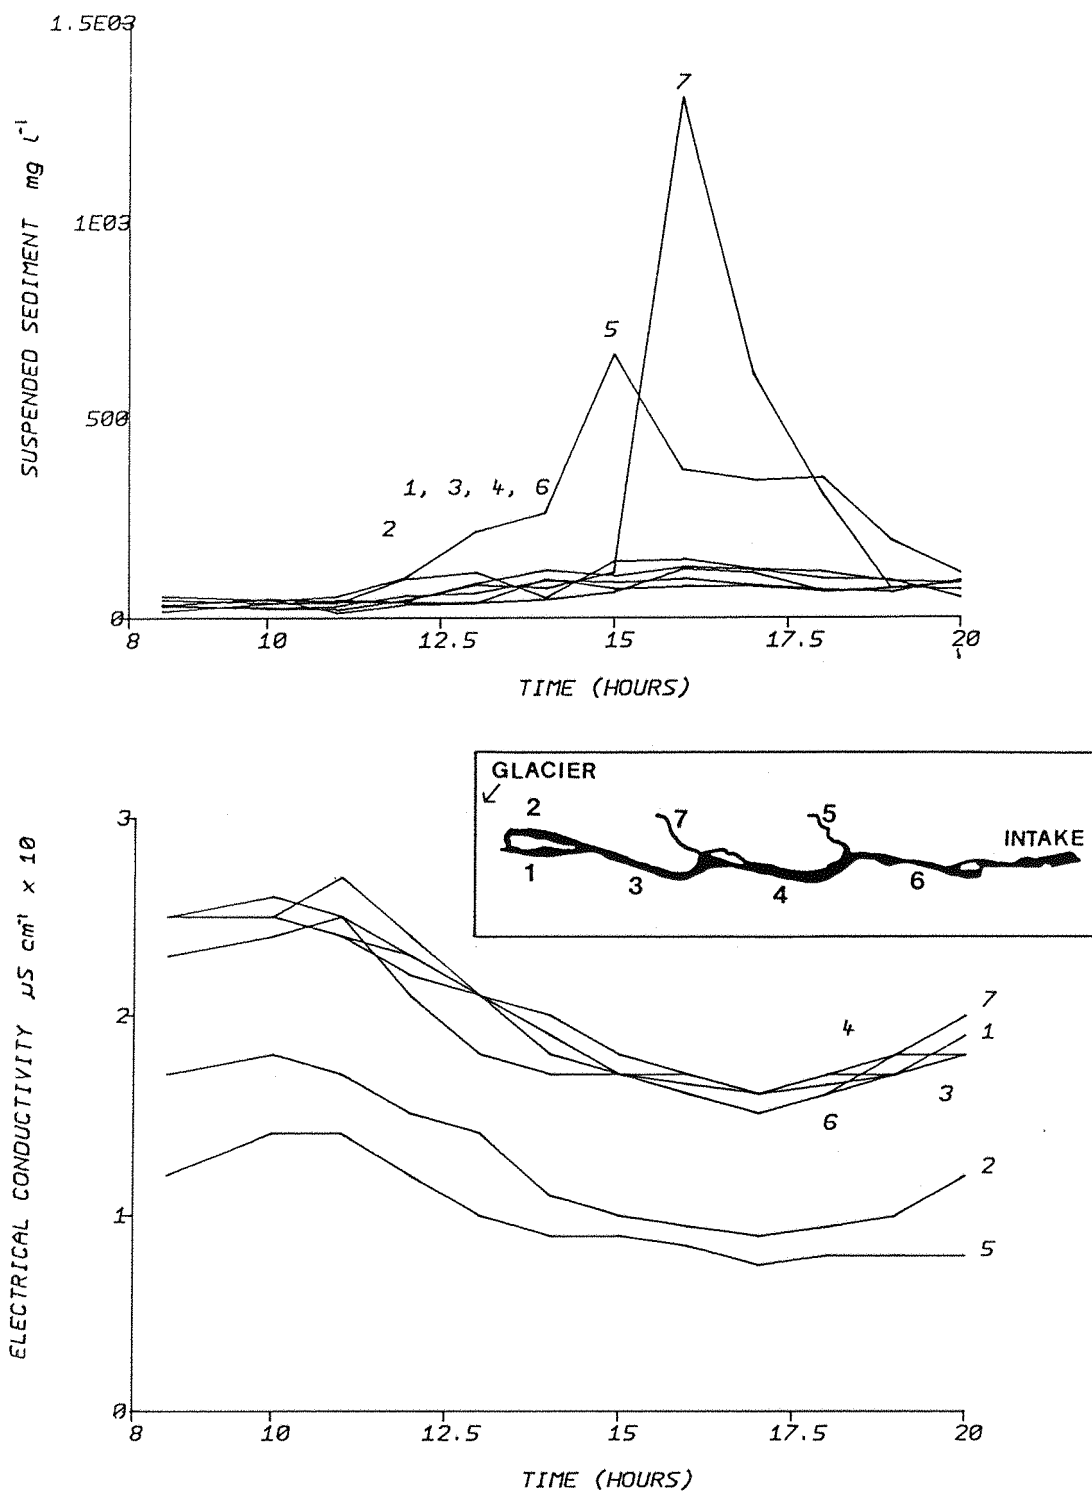 1.5E03
7
SUSPENDED SEDIMENT mg l⁻¹
1E03
5
500
1, 3, 4, 6
2
0
8 10 12.5 15 17.5 20
TIME (HOURS)
GLACIER
2 7 5
INTAKE
1 3 4 6
3
ELECTRICAL CONDUCTIVITY µS cm⁻¹ x 10
7
2
4 1
3
6
2
1
5
0
8 10 12.5 15 17.5 20
TIME (HOURS)